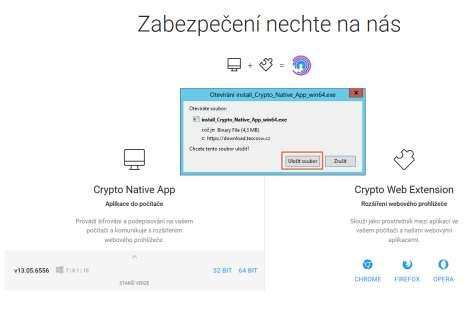 Zabezpečení nechte na nás
+ =
Otevírání install_Crypto_Native_App_win64.exe
Otevíráte soubor:
install_Crypto_Native_App_win64.exe
což je: Binary File (4,3 MB)
z: https://download.tescosw.cz
Chcete tento soubor uložit?
Uložit soubor Zrušit
Crypto Native App
Aplikace do počítače
Provádí šifrování a podepisování na vašem
počítači a komunikuje s rozšířením
webového prohlížeče.
v13.05.6556 7 | 8.1 | 10 32 BIT 64 BIT
STARŠÍ VERZE
Crypto Web Extension
Rozšíření webového prohlížeče
Slouží jako prostředník mezi aplikací ve
vašem počítači a našimi webovými
aplikacemi.
CHROME FIREFOX OPERA